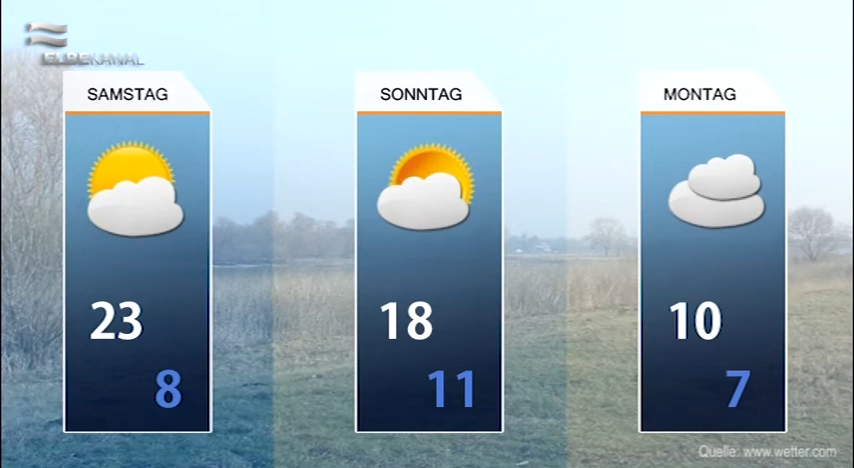 ELBEKANAL
SAMSTAG
SONNTAG
MONTAG
23
18
10
8
11
7
Quelle: www.wetter.com